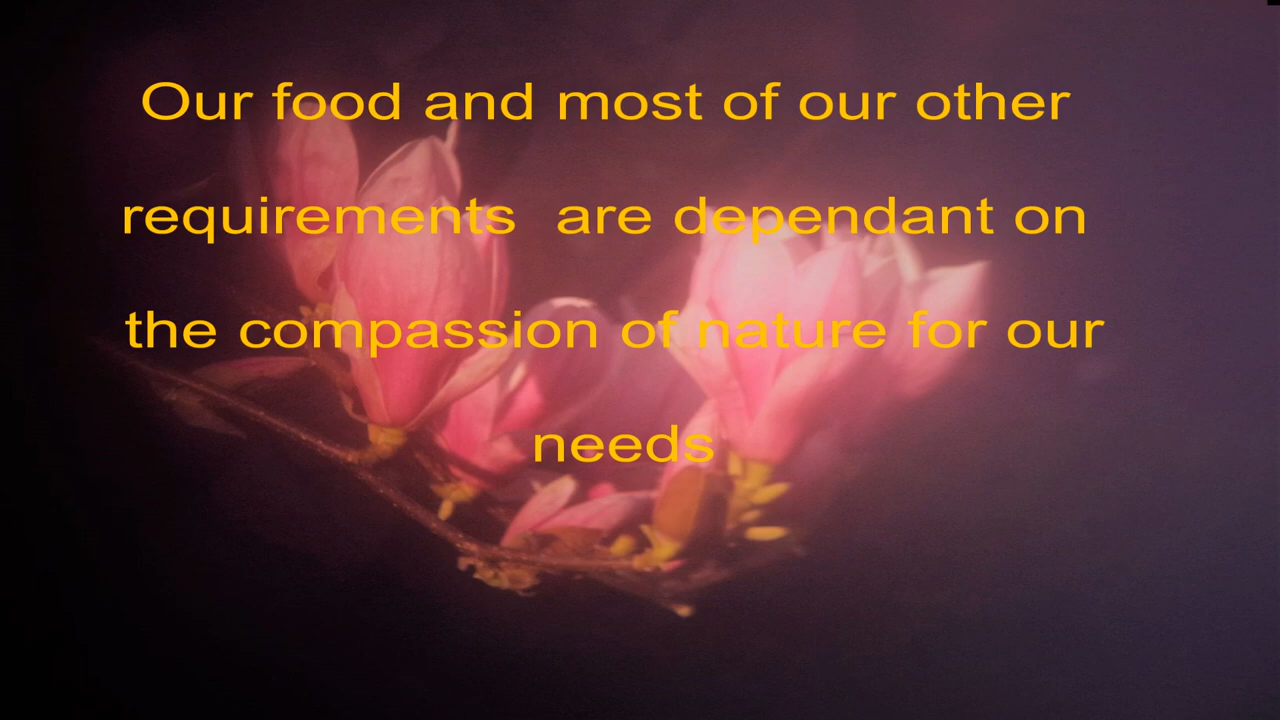 Our food and most of our other
requirements  are dependant on
the compassion of nature for our
needs